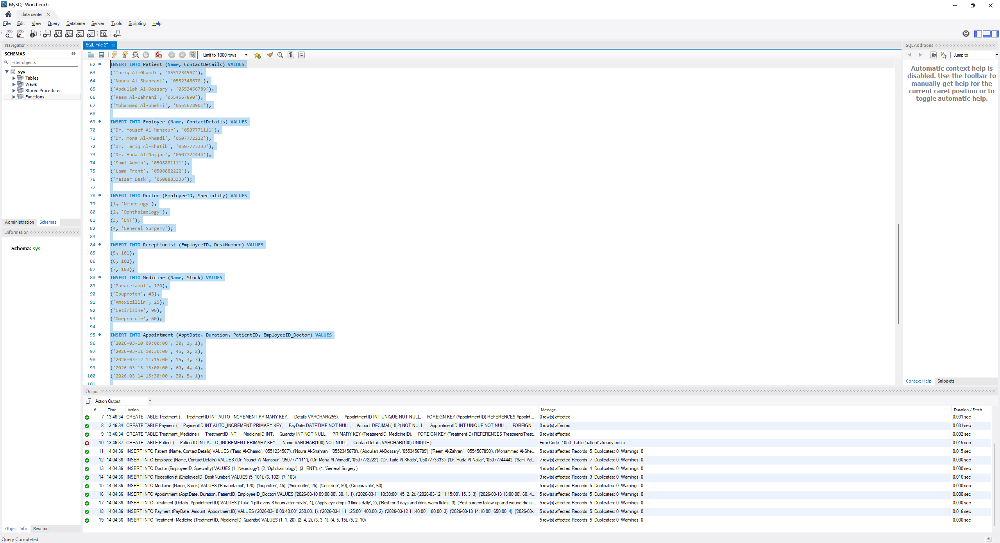 MySQL Workbench
data center
File Edit View Query Database Server Tools Scripting Help
Navigator
SCHEMAS
Filter objects
sys
Tables
Views
Stored Procedures
Functions
Administration Schemas
Information
Schema: sys
Object Info Session
SQL File 2*
Limit to 1000 rows
62 INSERT INTO Patient (Name, ContactDetails) VALUES
63 ('Tariq Al-Ghamdi', '0551234567'),
64 ('Noura Al-Shahrani', '0552345678'),
65 ('Abdullah Al-Dossary', '0553456789'),
66 ('Reem Al-Zahrani', '0554567890'),
67 ('Mohammed Al-Shehri', '0555678901');
68
69 INSERT INTO Employee (Name, ContactDetails) VALUES
70 ('Dr. Yousef Al-Mansour', '0507771111'),
71 ('Dr. Mona Al-Ahmadi', '0507772222'),
72 ('Dr. Tariq Al-Khatib', '0507773333'),
73 ('Dr. Huda Al-Najjar', '0507774444'),
74 ('Sami Admin', '0508881111'),
75 ('Lama Front', '0508882222'),
76 ('Yasser Desk', '0508883333');
77
78 INSERT INTO Doctor (EmployeeID, Speciality) VALUES
79 (1, 'Neurology'),
80 (2, 'Ophthalmology'),
81 (3, 'ENT'),
82 (4, 'General Surgery');
83
84 INSERT INTO Receptionist (EmployeeID, DeskNumber) VALUES
85 (5, 101),
86 (6, 102),
87 (7, 103);
88 INSERT INTO Medicine (Name, Stock) VALUES
89 ('Paracetamol', 120),
90 ('Ibuprofen', 45),
91 ('Amoxicillin', 25),
92 ('Cetirizine', 90),
93 ('Omeprazole', 60);
94
95 INSERT INTO Appointment (ApptDate, Duration, PatientID, EmployeeID_Doctor) VALUES
96 ('2026-03-10 09:00:00', 30, 1, 1),
97 ('2026-03-11 10:30:00', 45, 2, 2),
98 ('2026-03-12 11:15:00', 15, 3, 3),
99 ('2026-03-13 13:00:00', 60, 4, 4),
100 ('2026-03-14 15:30:00', 30, 5, 1);
101
SQLAdditions
Jump to
Automatic context help is
disabled. Use the toolbar to
manually get help for the
current caret position or to
toggle automatic help.
Context Help Snippets
Output
Action Output
# Time Action Message Duration / Fetch
7 13:46:34 CREATE TABLE Treatment ( TreatmentID INT AUTO_INCREMENT PRIMARY KEY, Details VARCHAR(255), AppointmentID INT UNIQUE NOT NULL, FOREIGN KEY (AppointmentID) REFERENCES Appoint... 0 row(s) affected 0.031 sec
8 13:46:34 CREATE TABLE Payment ( PaymentID INT AUTO_INCREMENT PRIMARY KEY, PayDate DATETIME NOT NULL, Amount DECIMAL(10,2) NOT NULL, AppointmentID INT UNIQUE NOT NULL, FOREIGN ... 0 row(s) affected 0.031 sec
9 13:46:34 CREATE TABLE Treatment_Medicine ( TreatmentID INT, MedicineID INT, Quantity INT NOT NULL, PRIMARY KEY (TreatmentID, MedicineID), FOREIGN KEY (TreatmentID) REFERENCES Treatment(Treat... 0 row(s) affected 0.032 sec
10 13:46:37 CREATE TABLE Patient ( PatientID INT AUTO_INCREMENT PRIMARY KEY, Name VARCHAR(100) NOT NULL, ContactDetails VARCHAR(100) UNIQUE ) Error Code: 1050. Table 'patient' already exists 0.015 sec
11 14:04:36 INSERT INTO Patient (Name, ContactDetails) VALUES ('Tariq Al-Ghamdi', '0551234567'), ('Noura Al-Shahrani', '0552345678'), ('Abdullah Al-Dossary', '0553456789'), ('Reem Al-Zahrani', '0554567890'), ('Mohammed Al-She... 5 row(s) affected Records: 5 Duplicates: 0 Warnings: 0 0.015 sec
12 14:04:36 INSERT INTO Employee (Name, ContactDetails) VALUES ('Dr. Yousef Al-Mansour', '0507771111'), ('Dr. Mona Al-Ahmadi', '0507772222'), ('Dr. Tariq Al-Khatib', '0507773333'), ('Dr. Huda Al-Najjar', '0507774444'), ('Sami Ad... 7 row(s) affected Records: 7 Duplicates: 0 Warnings: 0 0.000 sec
13 14:04:36 INSERT INTO Doctor (EmployeeID, Speciality) VALUES (1, 'Neurology'), (2, 'Ophthalmology'), (3, 'ENT'), (4, 'General Surgery') 4 row(s) affected Records: 4 Duplicates: 0 Warnings: 0 0.000 sec
14 14:04:36 INSERT INTO Receptionist (EmployeeID, DeskNumber) VALUES (5, 101), (6, 102), (7, 103) 3 row(s) affected Records: 3 Duplicates: 0 Warnings: 0 0.016 sec
15 14:04:36 INSERT INTO Medicine (Name, Stock) VALUES ('Paracetamol', 120), ('Ibuprofen', 45), ('Amoxicillin', 25), ('Cetirizine', 90), ('Omeprazole', 60) 5 row(s) affected Records: 5 Duplicates: 0 Warnings: 0 0.000 sec
16 14:04:36 INSERT INTO Appointment (ApptDate, Duration, PatientID, EmployeeID_Doctor) VALUES ('2026-03-10 09:00:00', 30, 1, 1), ('2026-03-11 10:30:00', 45, 2, 2), ('2026-03-12 11:15:00', 15, 3, 3), ('2026-03-13 13:00:00', 60, 4,... 5 row(s) affected Records: 5 Duplicates: 0 Warnings: 0 0.000 sec
17 14:04:36 INSERT INTO Treatment (Details, AppointmentID) VALUES ('Take 1 pill every 8 hours after meals', 1), ('Apply eye drops 3 times daily', 2), ('Rest for 3 days and drink warm fluids', 3), ('Post-surgery follow up and wound dress... 5 row(s) affected Records: 5 Duplicates: 0 Warnings: 0 0.000 sec
18 14:04:36 INSERT INTO Payment (PayDate, Amount, AppointmentID) VALUES ('2026-03-10 09:40:00', 250.00, 1), ('2026-03-11 11:25:00', 400.00, 2), ('2026-03-12 11:40:00', 180.00, 3), ('2026-03-13 14:10:00', 650.00, 4), ('2026-03-... 5 row(s) affected Records: 5 Duplicates: 0 Warnings: 0 0.016 sec
19 14:04:36 INSERT INTO Treatment_Medicine (TreatmentID, MedicineID, Quantity) VALUES (1, 1, 20), (2, 4, 2), (3, 3, 1), (4, 5, 15), (5, 2, 10) 5 row(s) affected Records: 5 Duplicates: 0 Warnings: 0 0.000 sec
Query Completed